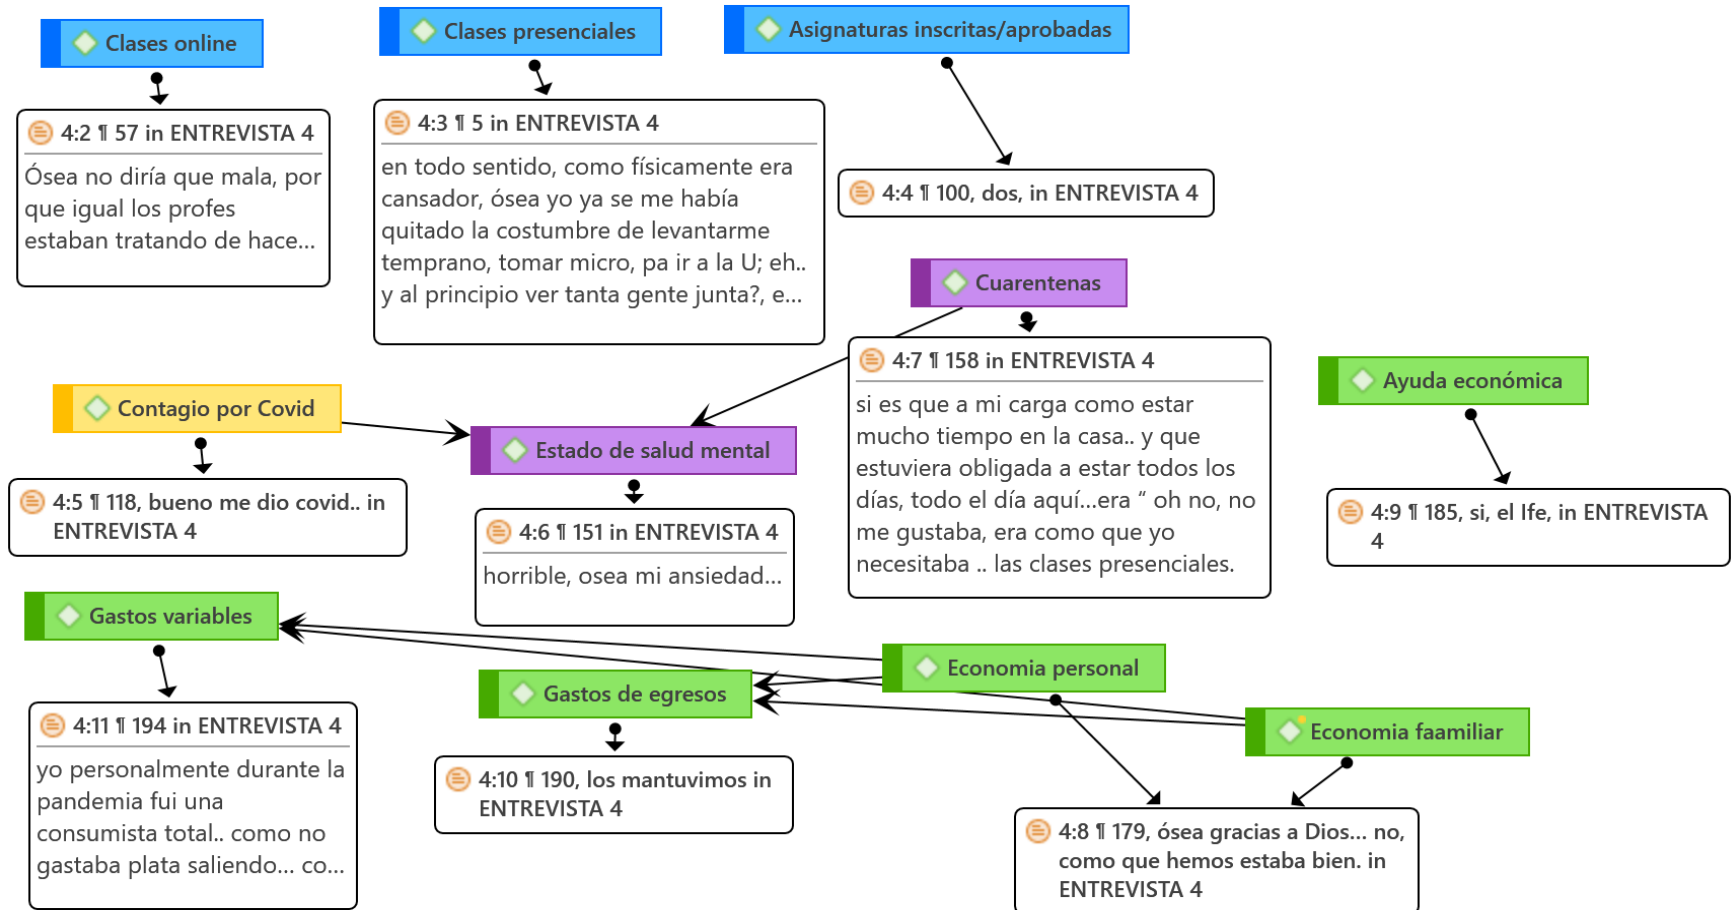 Clases online
Clases presenciales
Asignaturas inscritas/aprobadas
4:2 ¶ 57 in ENTREVISTA 4
Ósea no diría que mala, por
que igual los profes
estaban tratando de hace...
4:3 ¶ 5 in ENTREVISTA 4
en todo sentido, como físicamente era
cansador, ósea yo ya se me había
quitado la costumbre de levantarme
temprano, tomar micro, pa ir a la U; eh..
y al principio ver tanta gente junta?, e...
4:4 ¶ 100, dos, in ENTREVISTA 4
Cuarentenas
4:7 ¶ 158 in ENTREVISTA 4
si es que a mi carga como estar
mucho tiempo en la casa.. y que
estuviera obligada a estar todos los
días, todo el día aquí...era “ oh no, no
me gustaba, era como que yo
necesitaba .. las clases presenciales.
Ayuda económica
4:9 ¶ 185, si, el Ife, in ENTREVISTA
4
Contagio por Covid
4:5 ¶ 118, bueno me dio covid.. in
ENTREVISTA 4
Estado de salud mental
4:6 ¶ 151 in ENTREVISTA 4
horrible, osea mi ansiedad...
Gastos variables
4:11 ¶ 194 in ENTREVISTA 4
yo personalmente durante la
pandemia fui una
consumista total.. como no
gastaba plata saliendo... co...
Gastos de egresos
4:10 ¶ 190, los mantuvimos in
ENTREVISTA 4
Economia personal
Economia faamiliar
4:8 ¶ 179, ósea gracias a Dios... no,
como que hemos estaba bien. in
ENTREVISTA 4